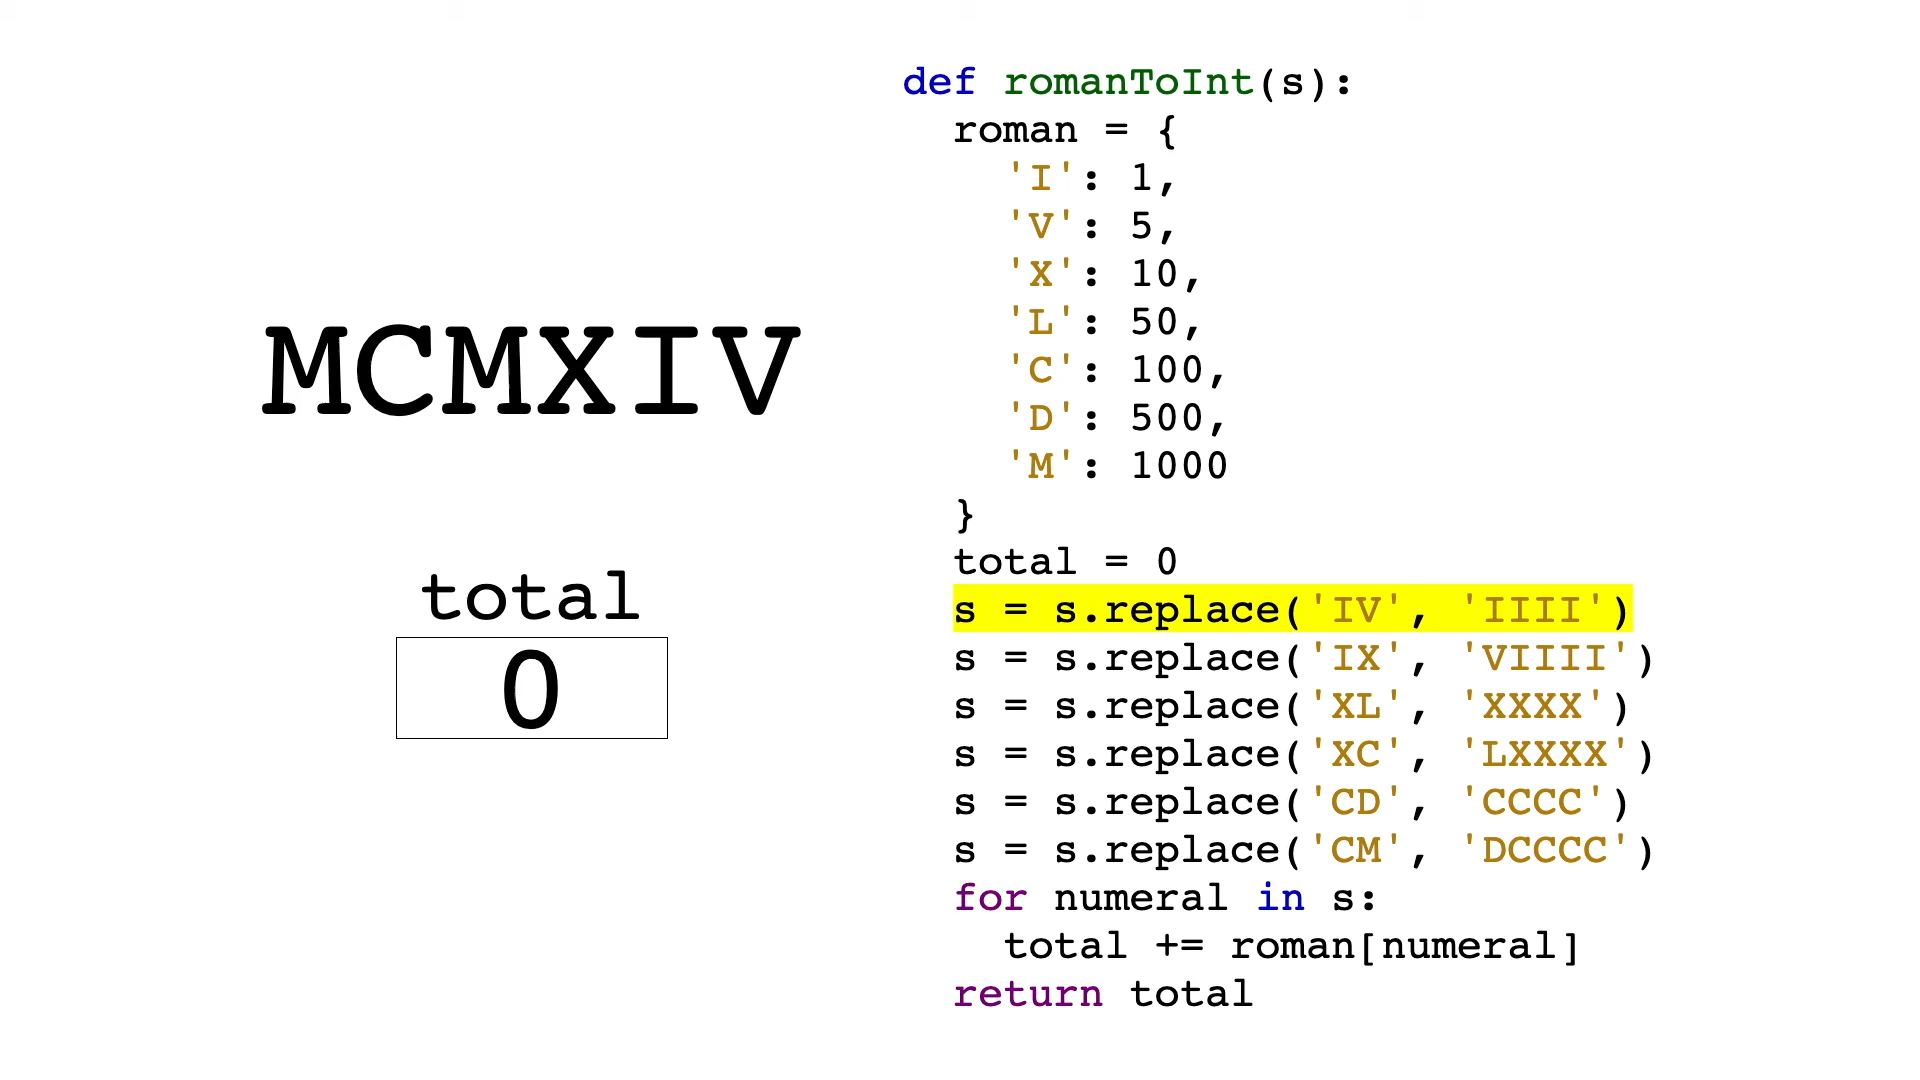 MCMXIV
total
0
def romanToInt(s):
roman = {
'I': 1,
'V': 5,
'X': 10,
'L': 50,
'C': 100,
'D': 500,
'M': 1000
}
total = 0
s = s.replace('IV', 'IIII')
s = s.replace('IX', 'VIIII')
s = s.replace('XL', 'XXXX')
s = s.replace('XC', 'LXXXX')
s = s.replace('CD', 'CCCC')
s = s.replace('CM', 'DCCCC')
for numeral in s:
total += roman[numeral]
return total